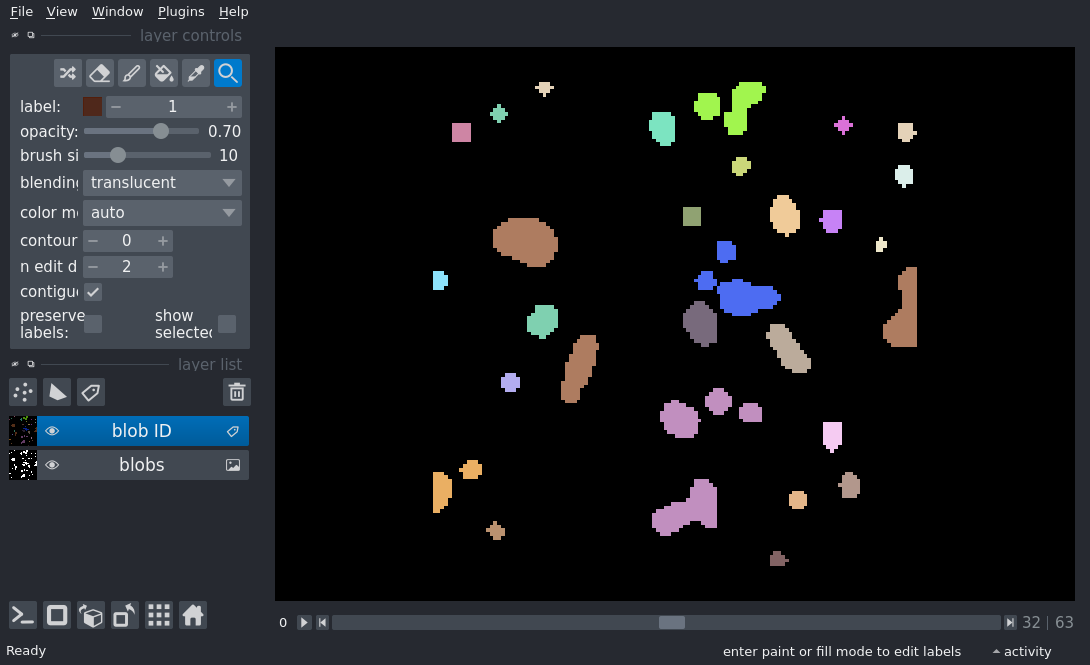 File View Window Plugins Help
layer controls
label: 1
opacity: 0.70
brush si 10
blending translucent
color mo auto
contour 0
n edit d 2
contigu
preserve labels: show selected
layer list
blob ID
blobs
0 32 | 63
Ready enter paint or fill mode to edit labels activity